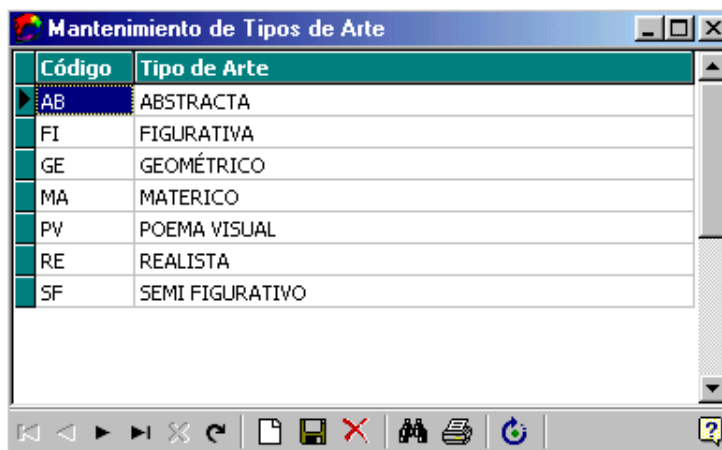 Mantenimiento de Tipos de Arte
Código Tipo de Arte
AB ABSTRACTA
FI FIGURATIVA
GE GEOMÉTRICO
MA MATERICO
PV POEMA VISUAL
RE REALISTA
SF SEMI FIGURATIVO